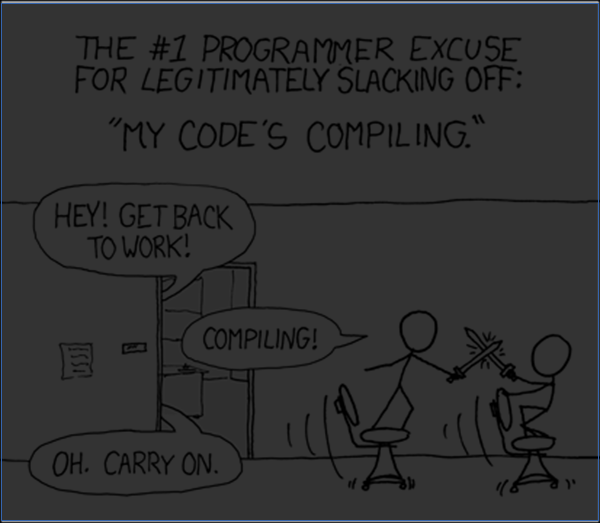 THE #1 PROGRAMMER EXCUSE
FOR LEGITIMATELY SLACKING OFF:
"MY CODE'S COMPILING."
HEY! GET BACK
TO WORK!
COMPILING!
OH. CARRY ON.